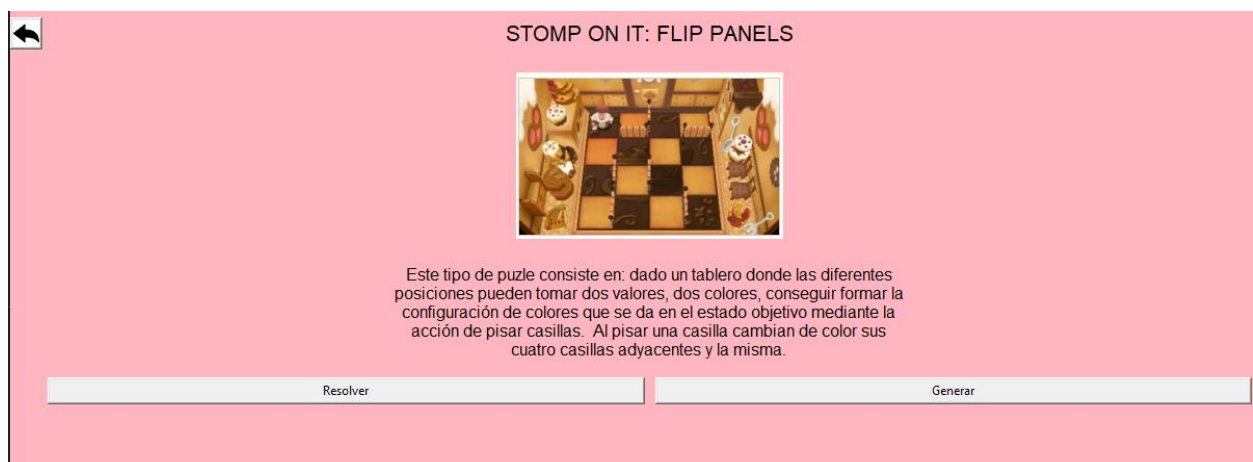 STOMP ON IT: FLIP PANELS
Este tipo de puzle consiste en: dado un tablero donde las diferentes
posiciones pueden tomar dos valores, dos colores, conseguir formar la
configuración de colores que se da en el estado objetivo mediante la
acción de pisar casillas. Al pisar una casilla cambian de color sus
cuatro casillas adyacentes y la misma.
Resolver
Generar